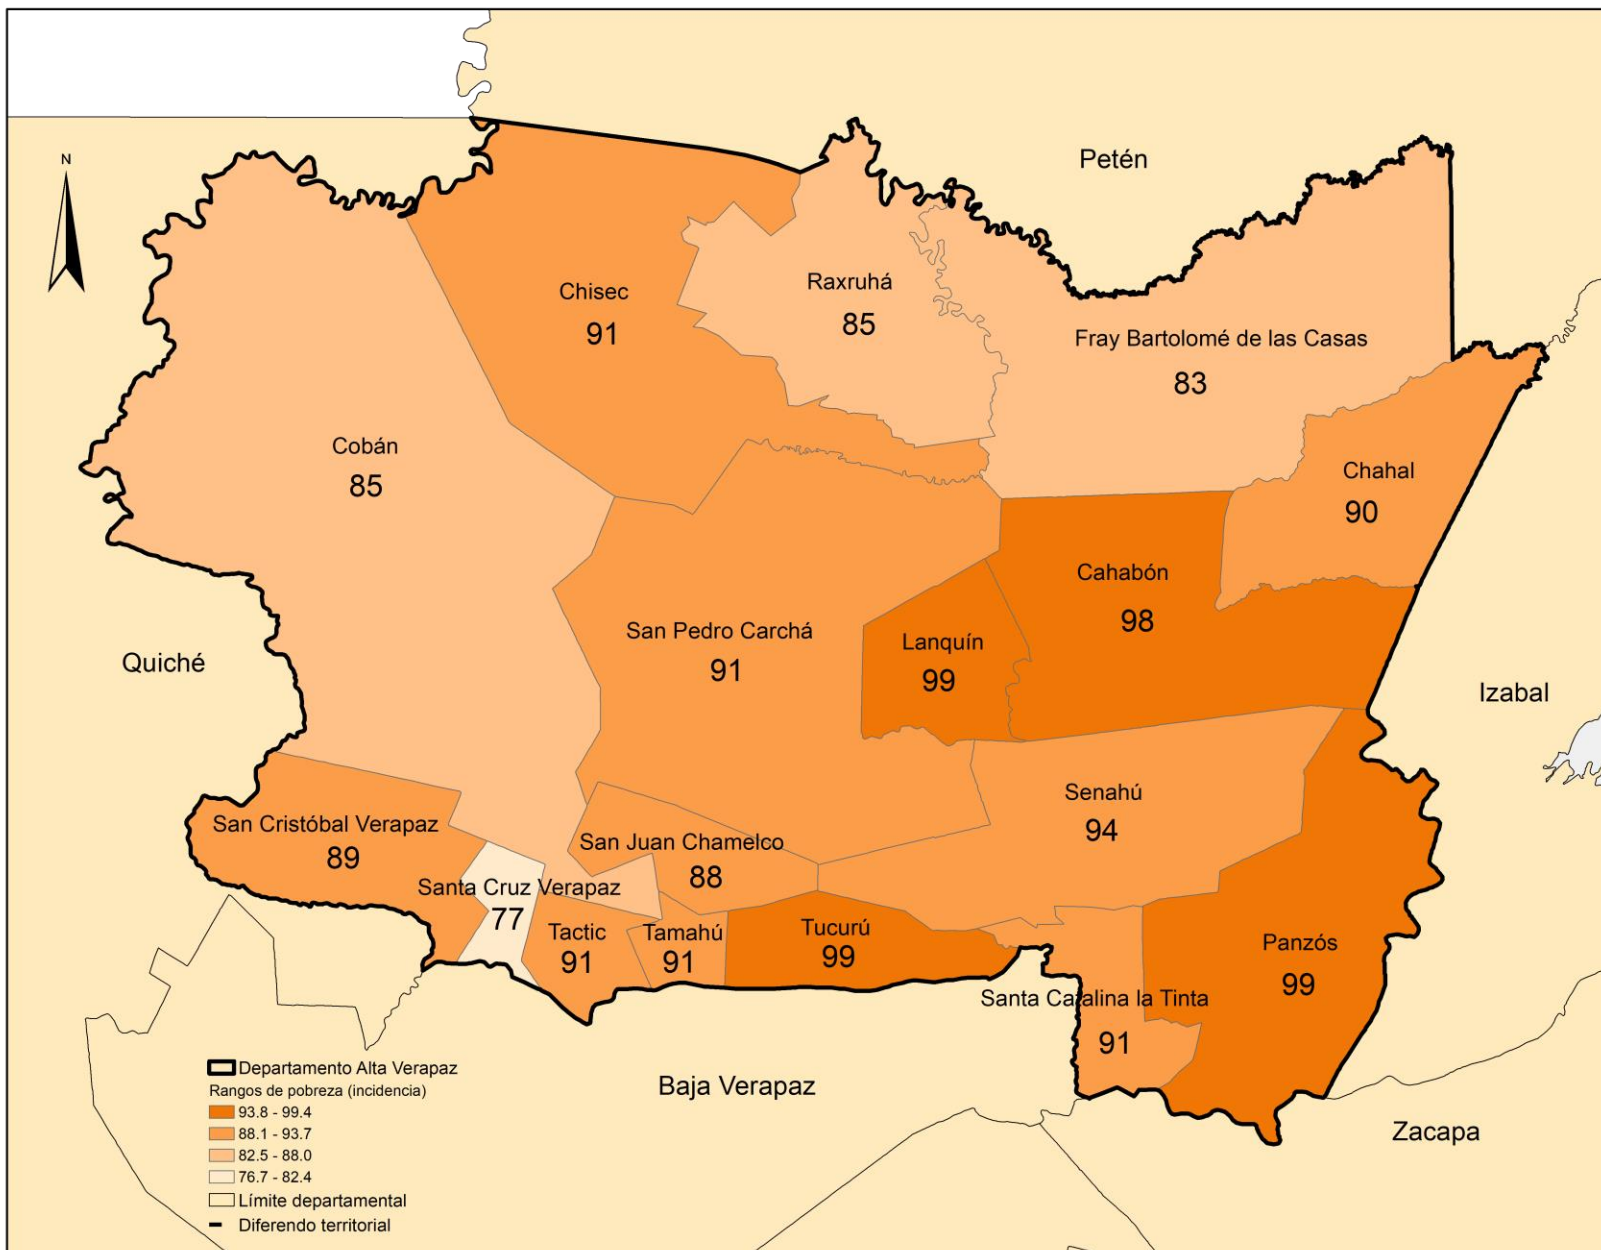 N
Petén
Chisec
91
Raxruhá
85
Fray Bartolomé de las Casas
83
Cobán
85
Chahal
90
Cahabón
98
San Pedro Carchá
91
Lanquín
99
Quiché
Izabal
Senahú
94
San Cristóbal Verapaz
89
San Juan Chamelco
88
Santa Cruz Verapaz
77
Tactic
91
Tamahú
91
Tucurú
99
Panzós
99
Santa Catalina la Tinta
91
Baja Verapaz
Zacapa
Departamento Alta Verapaz
Rangos de pobreza (incidencia)
93.8 - 99.4
88.1 - 93.7
82.5 - 88.0
76.7 - 82.4
Límite departamental
Diferendo territorial